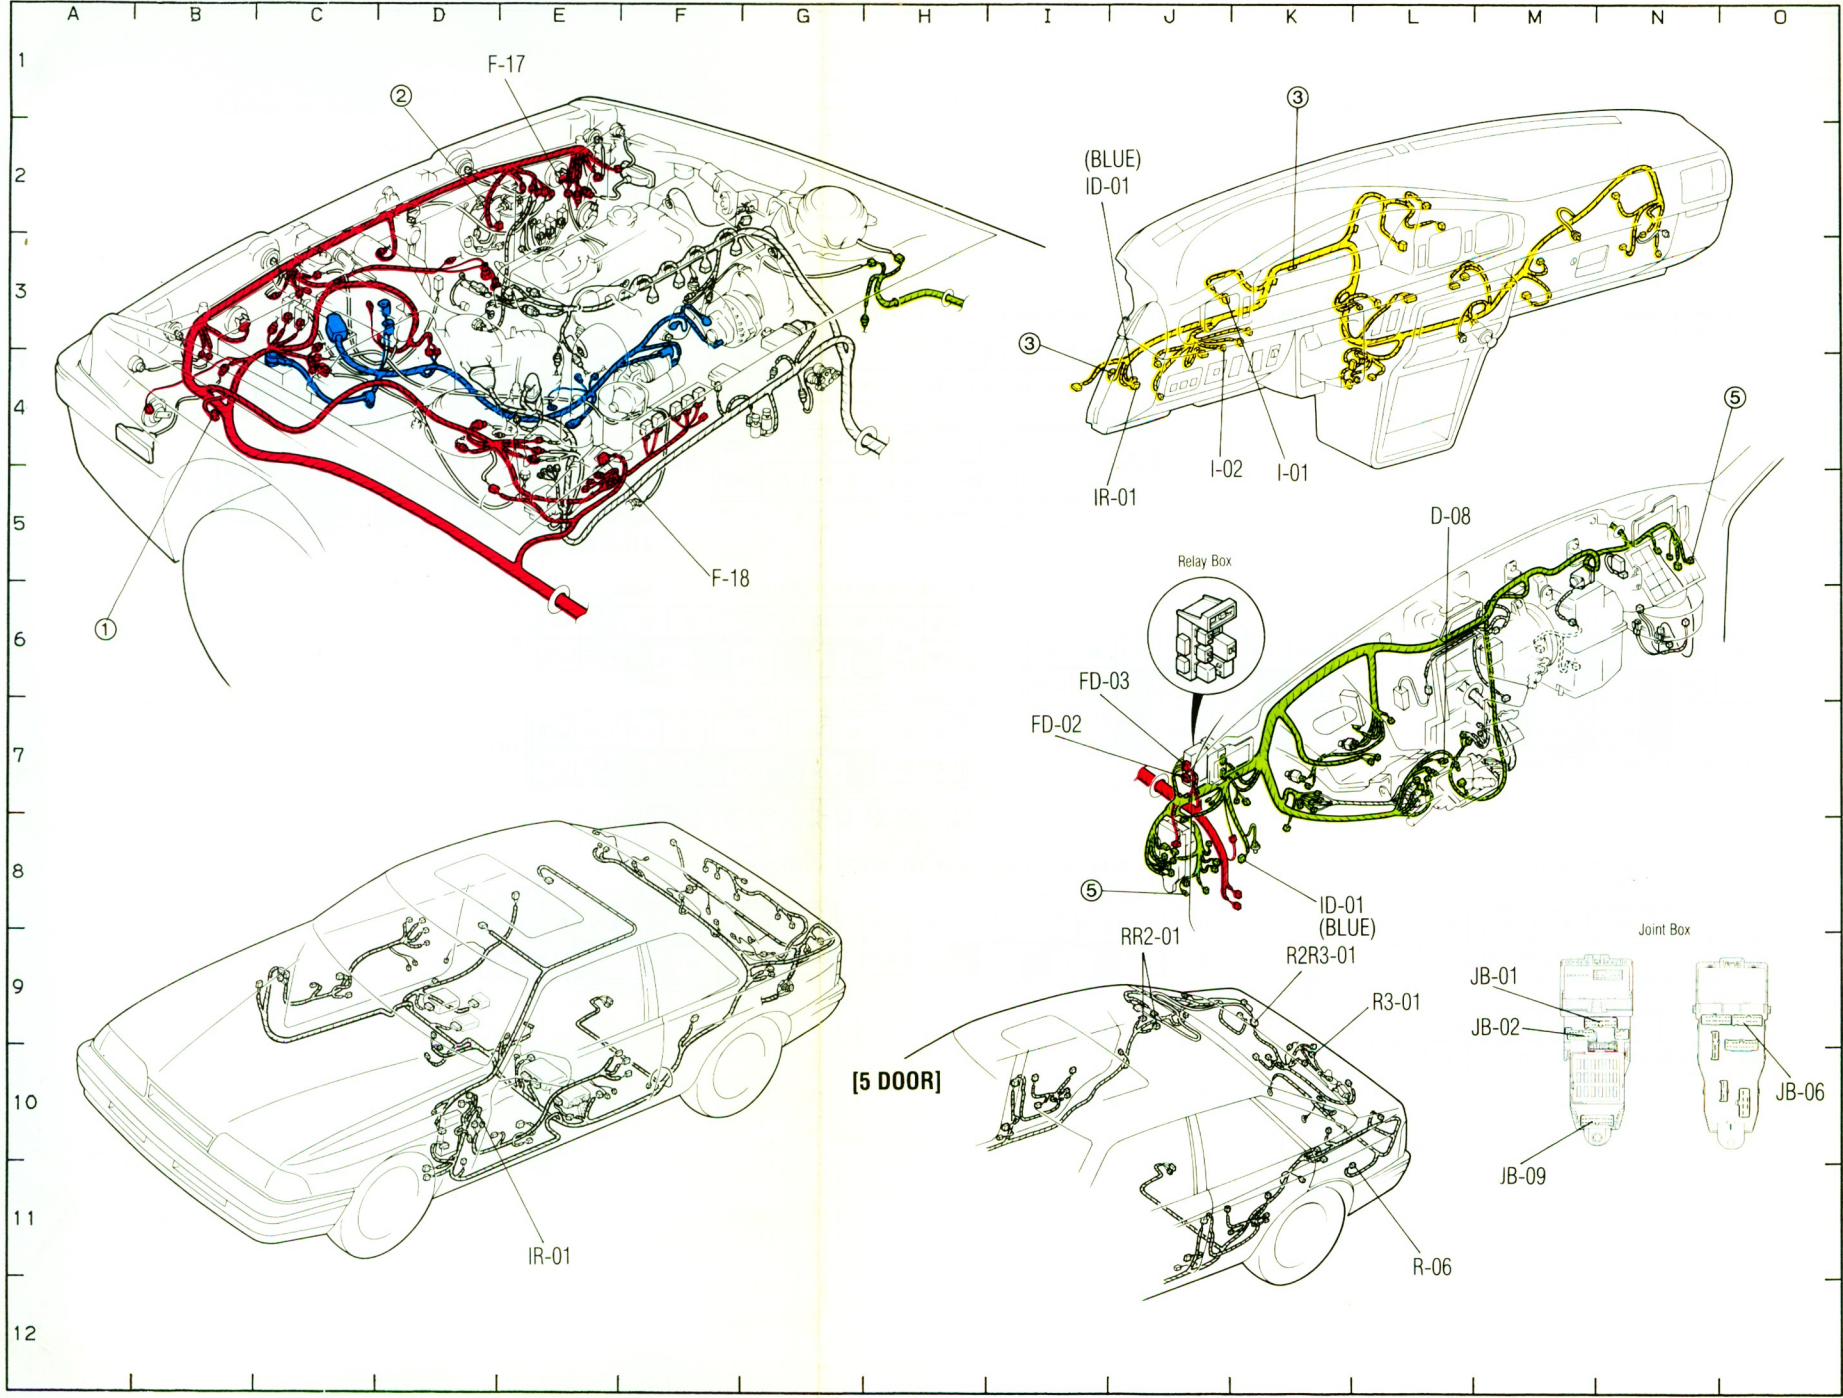 A B C D E F G H I J K L M N O
1
2
3
4
5
6
7
8
9
10
11
12
F-17
②
①
F-18
③
(BLUE)
ID-01
③
IR-01
I-02
I-01
⑤
D-08
Relay Box
FD-03
FD-02
⑤
ID-01
(BLUE)
IR-01
[5 DOOR]
RR2-01
R2R3-01
R3-01
R-06
Joint Box
JB-01
JB-02
JB-06
JB-09